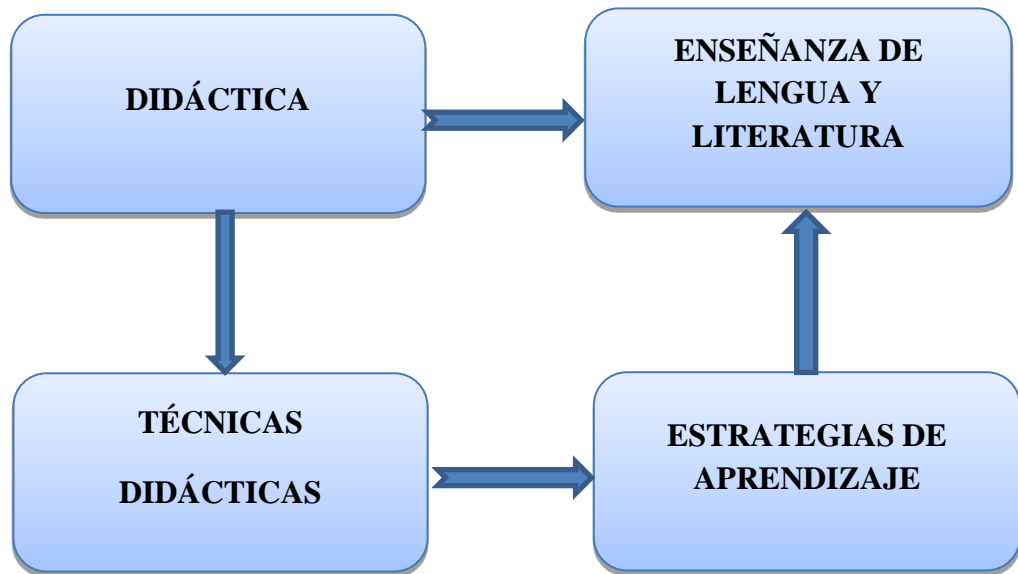 DIDÁCTICA
ENSEÑANZA DE
LENGUA Y
LITERATURA
TÉCNICAS
DIDÁCTICAS
ESTRATEGIAS DE
APRENDIZAJE